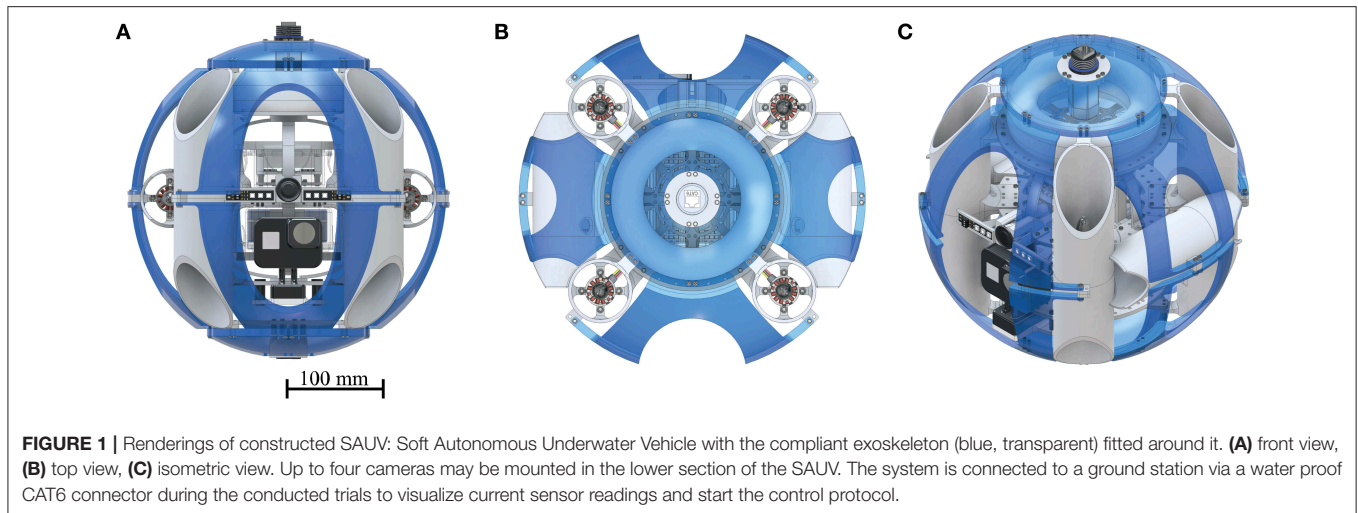 A
B
C
CAT6
100 mm
FIGURE 1 | Renderings of constructed SAUV: Soft Autonomous Underwater Vehicle with the compliant exoskeleton (blue, transparent) fitted around it. (A) front view,
(B) top view, (C) isometric view. Up to four cameras may be mounted in the lower section of the SAUV. The system is connected to a ground station via a water proof
CAT6 connector during the conducted trials to visualize current sensor readings and start the control protocol.